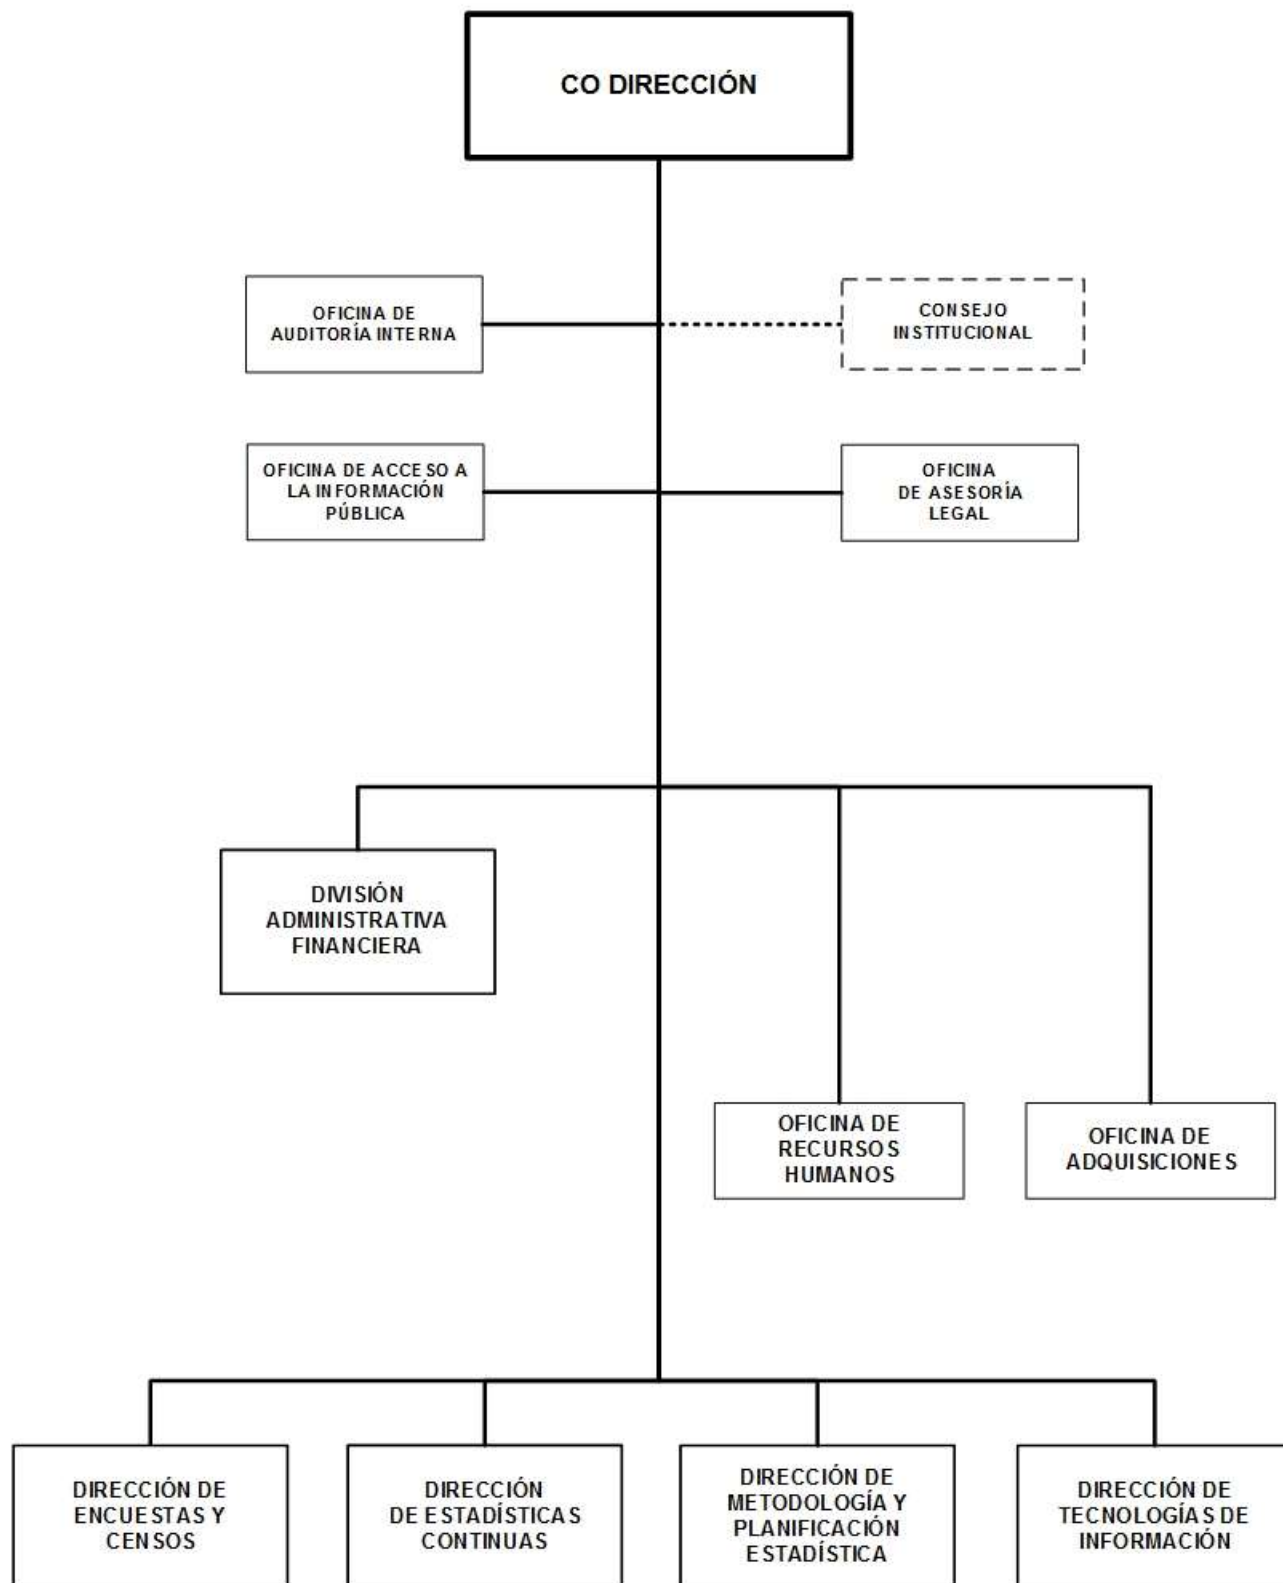 CO DIRECCIÓN
OFICINA DE
AUDITORÍA INTERNA
CONSEJO
INSTITUCIONAL
OFICINA DE ACCESO A
LA INFORMACIÓN
PÚBLICA
OFICINA
DE ASESORÍA
LEGAL
DIVISIÓN
ADMINISTRATIVA
FINANCIERA
OFICINA DE
RECURSOS
HUMANOS
OFICINA DE
ADQUISICIONES
DIRECCIÓN DE
ENCUESTAS Y
CENSOS
DIRECCIÓN
DE ESTADÍSTICAS
CONTINUAS
DIRECCIÓN DE
METODOLOGÍA Y
PLANIFICACIÓN
ESTADÍSTICA
DIRECCIÓN DE
TECNOLOGÍAS DE
INFORMACIÓN